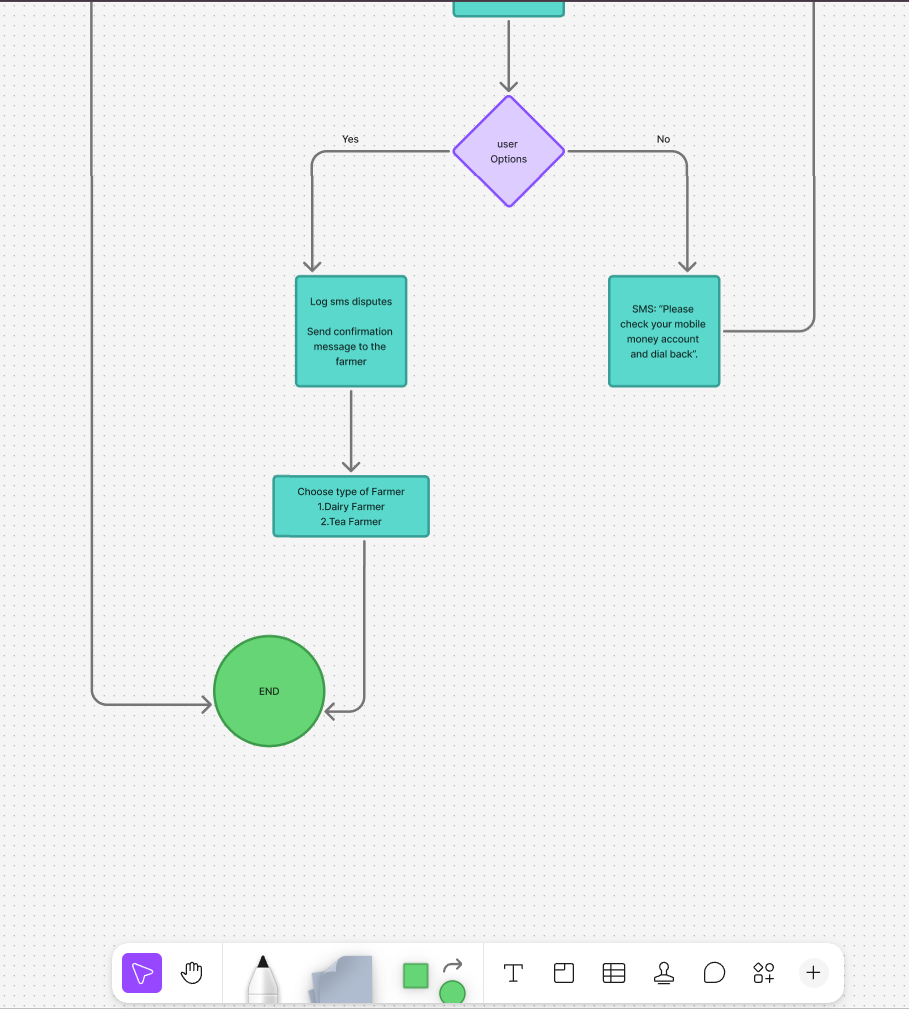 user
Options
Yes
No
Log sms disputes
Send confirmation
message to the
farmer
SMS: “Please
check your mobile
money account
and dial back”.
Choose type of Farmer
1.Dairy Farmer
2.Tea Farmer
END